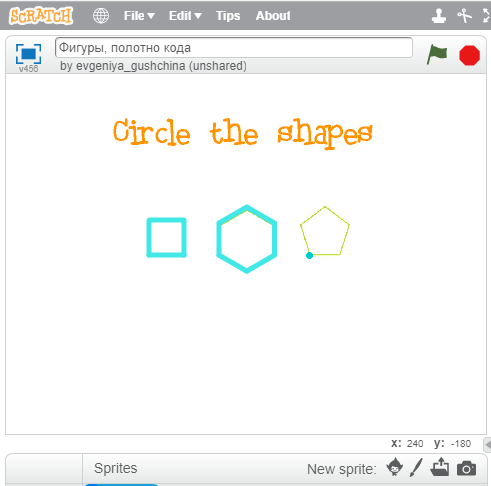 SCRATCH File Edit Tips About
Фигуры, полотно кода
v456 by evgeniya_gushchina (unshared)
Circle the shapes
x: 240 y: -180
Sprites New sprite: